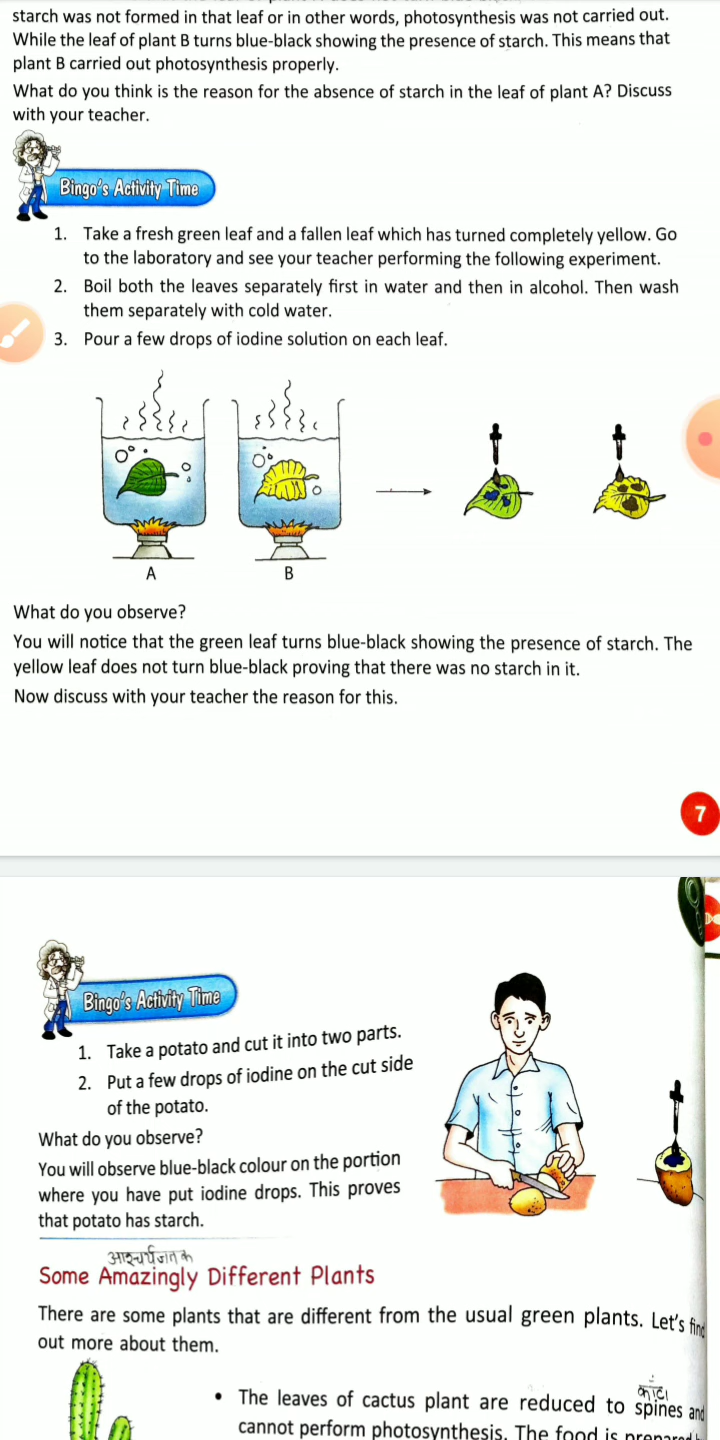 starch was not formed in that leaf or in other words, photosynthesis was not carried out.
While the leaf of plant B turns blue-black showing the presence of starch. This means that
plant B carried out photosynthesis properly.
What do you think is the reason for the absence of starch in the leaf of plant A? Discuss
with your teacher.
Bingo's Activity Time
1. Take a fresh green leaf and a fallen leaf which has turned completely yellow. Go
to the laboratory and see your teacher performing the following experiment.
2. Boil both the leaves separately first in water and then in alcohol. Then wash
them separately with cold water.
3. Pour a few drops of iodine solution on each leaf.
A B
What do you observe?
You will notice that the green leaf turns blue-black showing the presence of starch. The
yellow leaf does not turn blue-black proving that there was no starch in it.
Now discuss with your teacher the reason for this.
7
Bingo's Activity Time
1. Take a potato and cut it into two parts.
2. Put a few drops of iodine on the cut side
of the potato.
What do you observe?
You will observe blue-black colour on the portion
where you have put iodine drops. This proves
that potato has starch.
आश्चर्यजनक
Some Amazingly Different Plants
There are some plants that are different from the usual green plants. Let's find
out more about them.
कांटा
• The leaves of cactus plant are reduced to spines and
cannot perform photosynthesis. The food is prepared